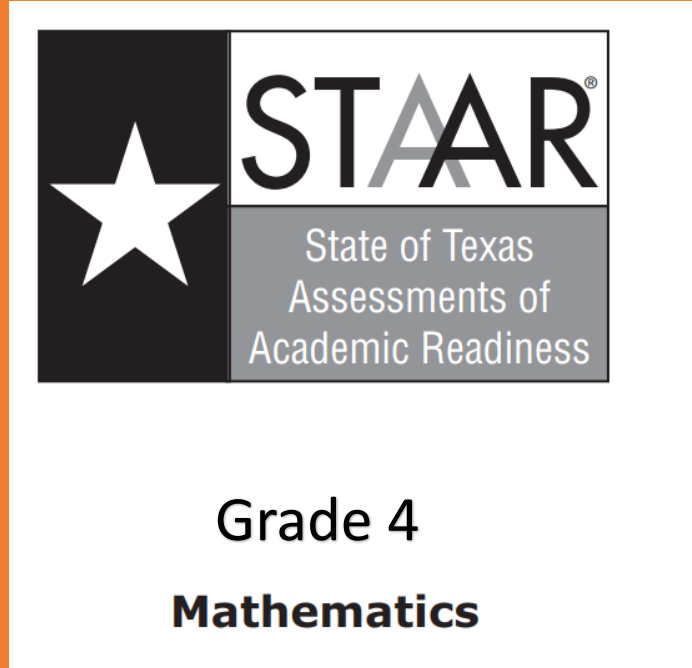 STAAR®
State of Texas
Assessments of
Academic Readiness
Grade 4
Mathematics